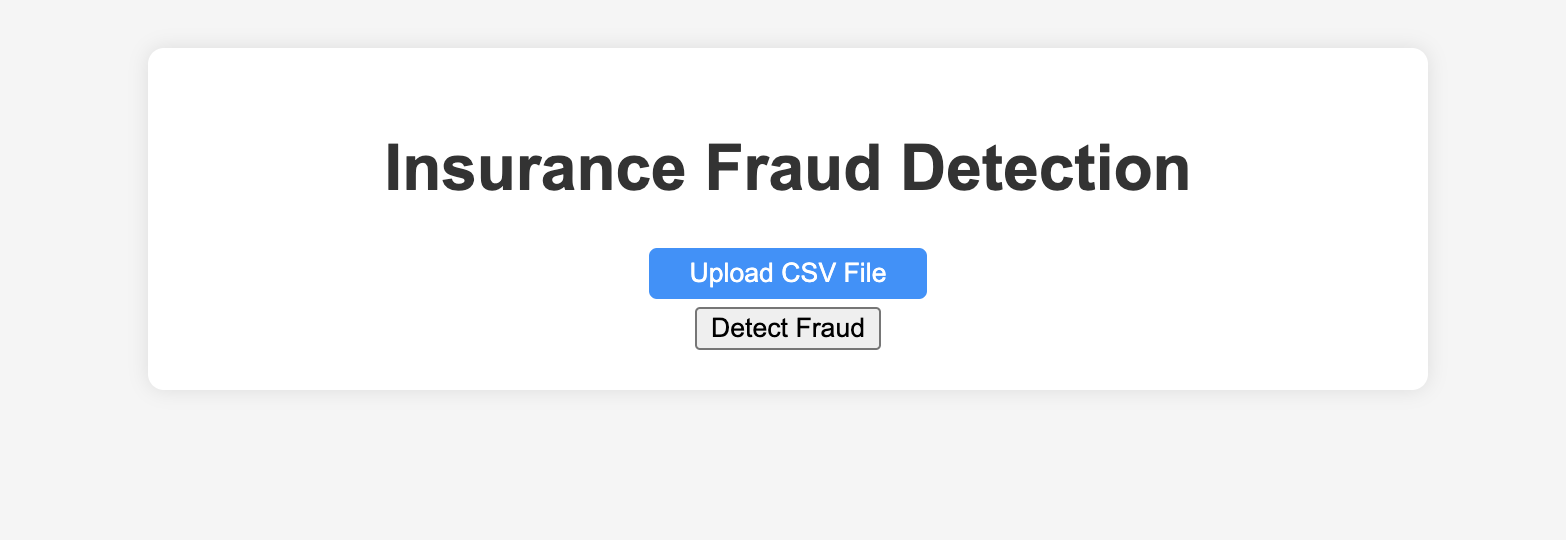 Insurance Fraud Detection
Upload CSV File
Detect Fraud